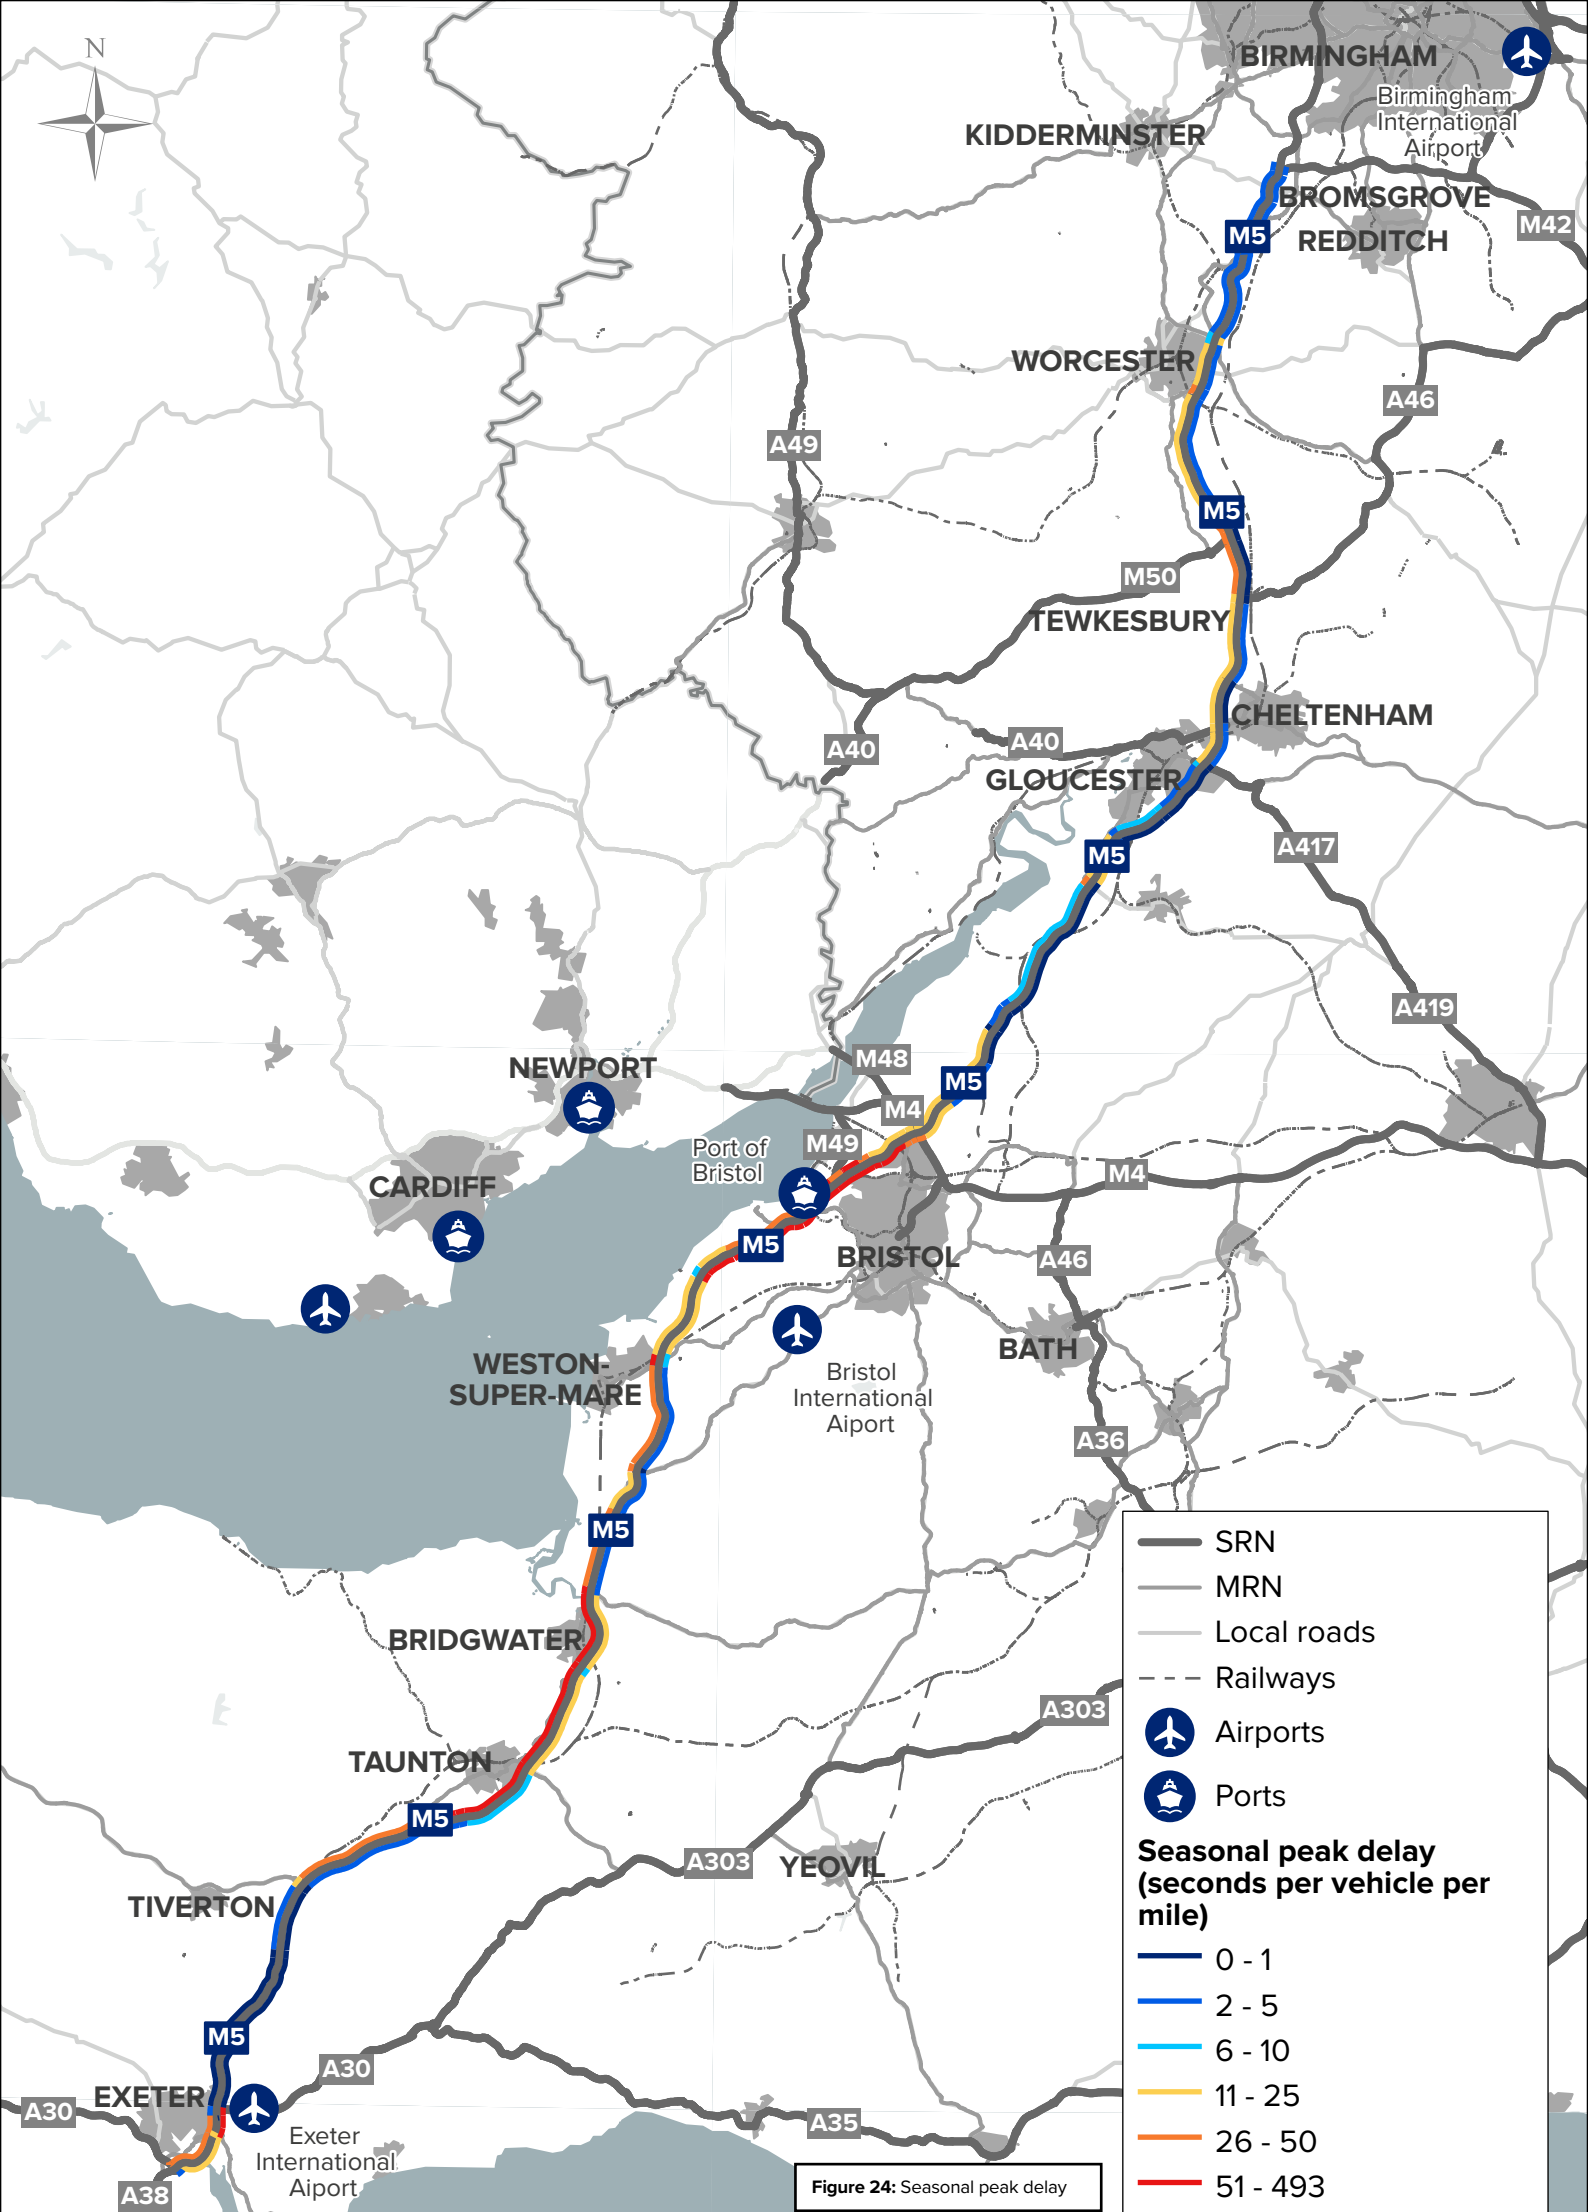 N
BIRMINGHAM
Birmingham
International
Airport
KIDDERMINSTER
BROMSGROVE
M42
M5
REDDITCH
WORCESTER
A46
A49
M5
M50
TEWKESBURY
CHELTENHAM
A40
A40
GLOUCESTER
A417
M5
A419
M48
NEWPORT
M5
M4
M49
Port of
Bristol
M4
CARDIFF
M5
BRISTOL
A46
BATH
WESTON-
SUPER-MARE
Bristol
International
Aiport
A36
M5
BRIDGWATER
A303
TAUNTON
M5
A303
YEOVIL
TIVERTON
M5
A30
EXETER
A30
A35
Exeter
International
Aiport
A38
SRN
MRN
Local roads
Railways
Airports
Ports
Seasonal peak delay
(seconds per vehicle per
mile)
0 - 1
2 - 5
6 - 10
11 - 25
26 - 50
51 - 493
Figure 24: Seasonal peak delay